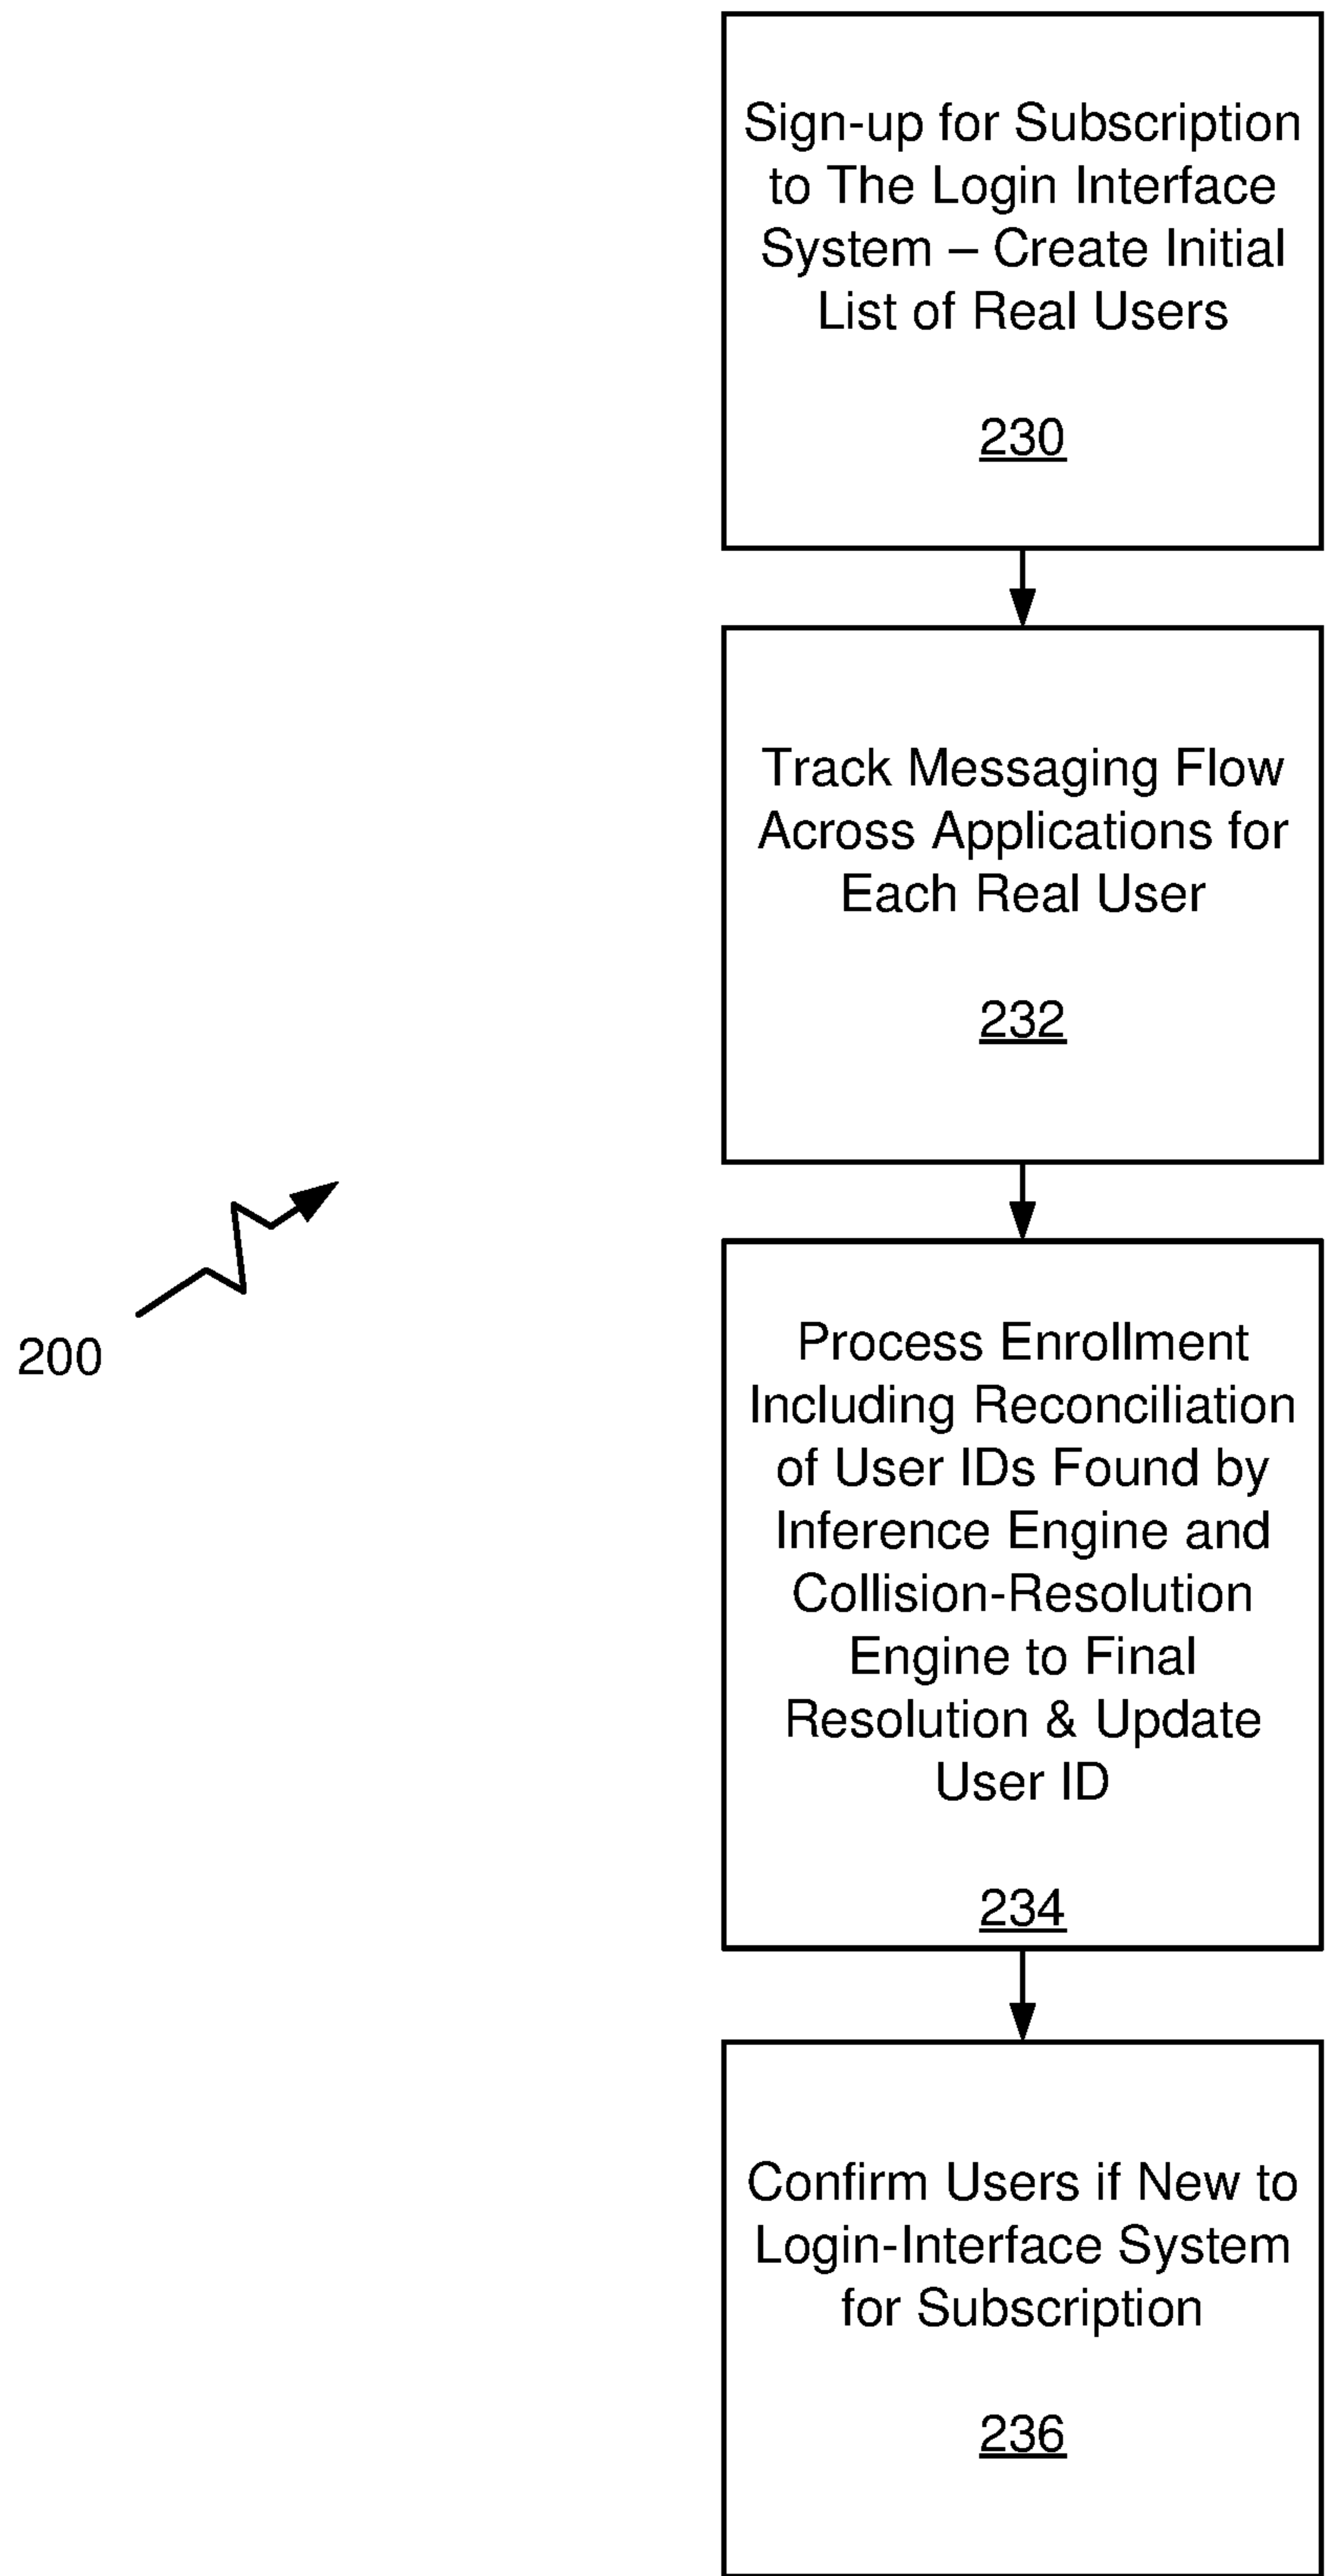 Sign-up for Subscription
to The Login Interface
System – Create Initial
List of Real Users
230
Track Messaging Flow
Across Applications for
Each Real User
232
200
Process Enrollment
Including Reconciliation
of User IDs Found by
Inference Engine and
Collision-Resolution
Engine to Final
Resolution & Update
User ID
234
Confirm Users if New to
Login-Interface System
for Subscription
236